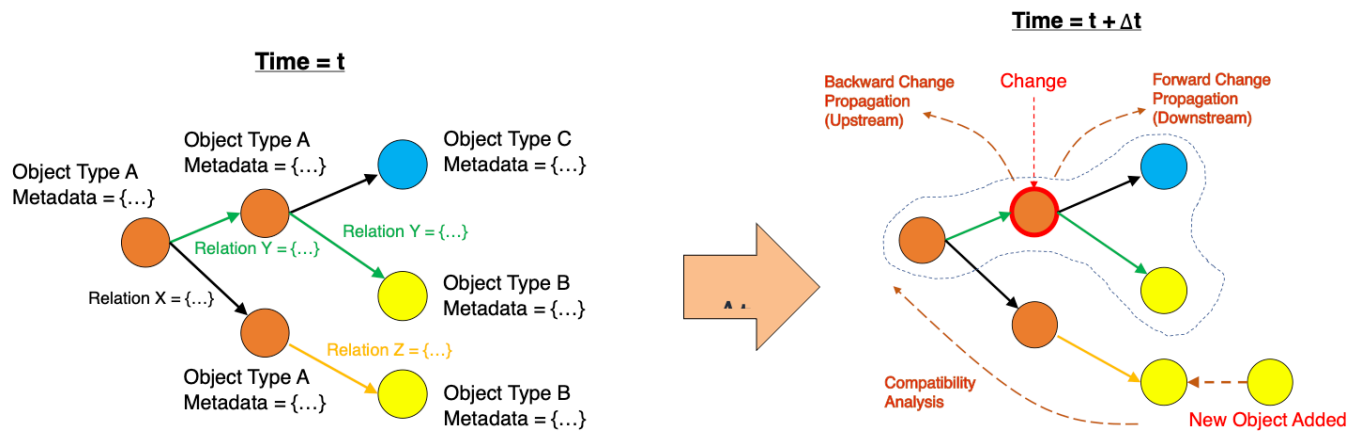 Time = t
Object Type A
Metadata = {...}
Object Type A
Metadata = {...}
Object Type C
Metadata = {...}
Relation Y = {...}
Relation Y = {...}
Relation X = {...}
Object Type B
Metadata = {...}
Relation Z = {...}
Object Type A
Metadata = {...}
Object Type B
Metadata = {...}
Time = t + Δt
Backward Change
Propagation
(Upstream)
Change
Forward Change
Propagation
(Downstream)
Compatibility
Analysis
New Object Added